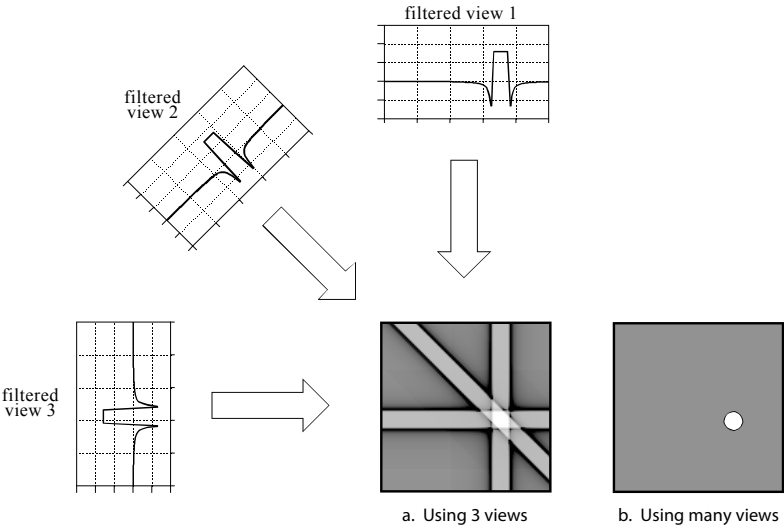 filtered view 1
filtered
view 2
filtered
view 3
a. Using 3 views
b. Using many views